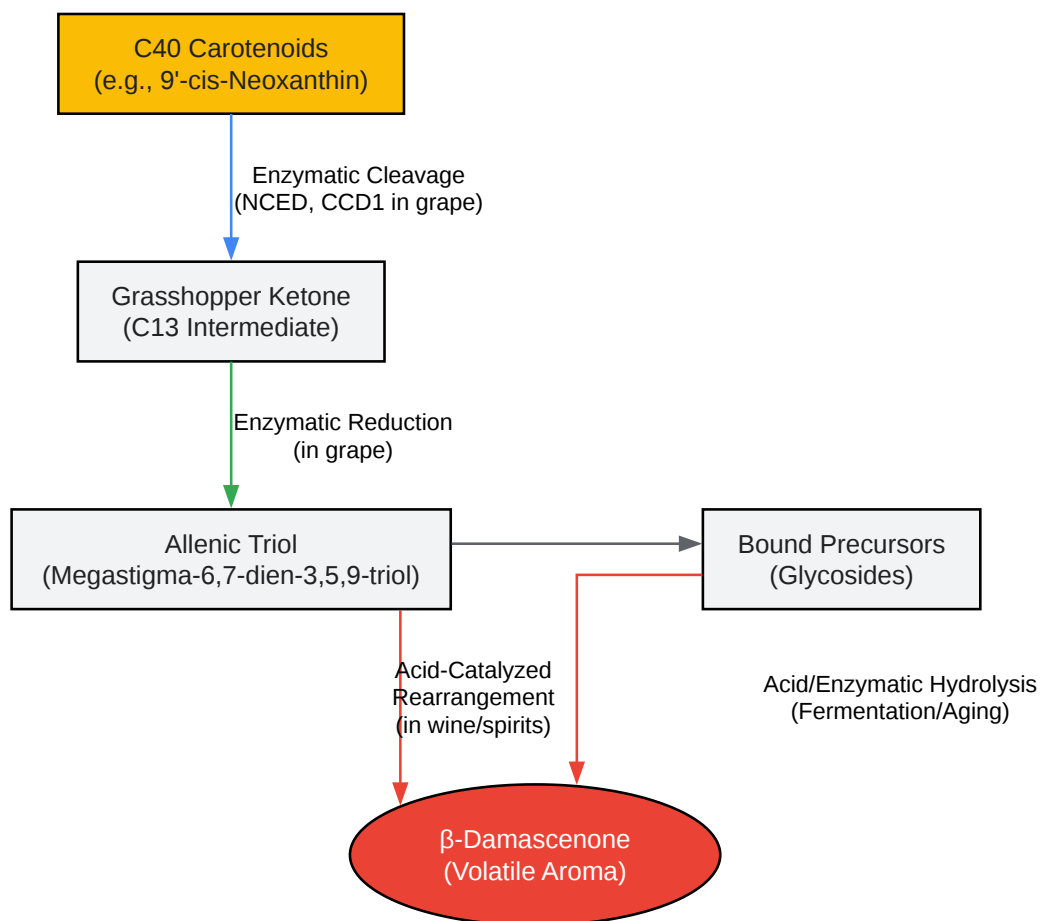 C40 Carotenoids
(e.g., 9'-cis-Neoxanthin)
Enzymatic Cleavage
(NCED, CCD1 in grape)
Grasshopper Ketone
(C13 Intermediate)
Enzymatic Reduction
(in grape)
Allenic Triol
(Megastigma-6,7-dien-3,5,9-triol)
Bound Precursors
(Glycosides)
Acid-Catalyzed
Rearrangement
(in wine/spirits)
Acid/Enzymatic Hydrolysis
(Fermentation/Aging)
β-Damascenone
(Volatile Aroma)